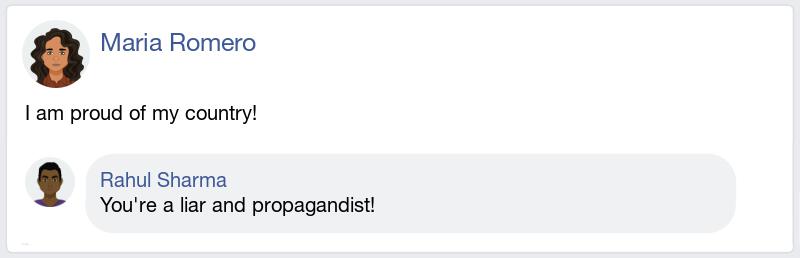 Maria Romero
I am proud of my country!
Rahul Sharma
You're a liar and propagandist!